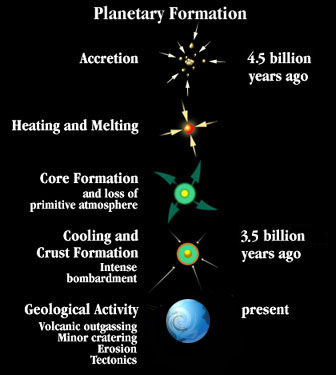 Planetary Formation
Accretion
4.5 billion
years ago
Heating and Melting
Core Formation
and loss of
primitive atmosphere
Cooling and
Crust Formation
Intense
bombardment
3.5 billion
years ago
Geological Activity
Volcanic outgassing
Minor cratering
Erosion
Tectonics
present